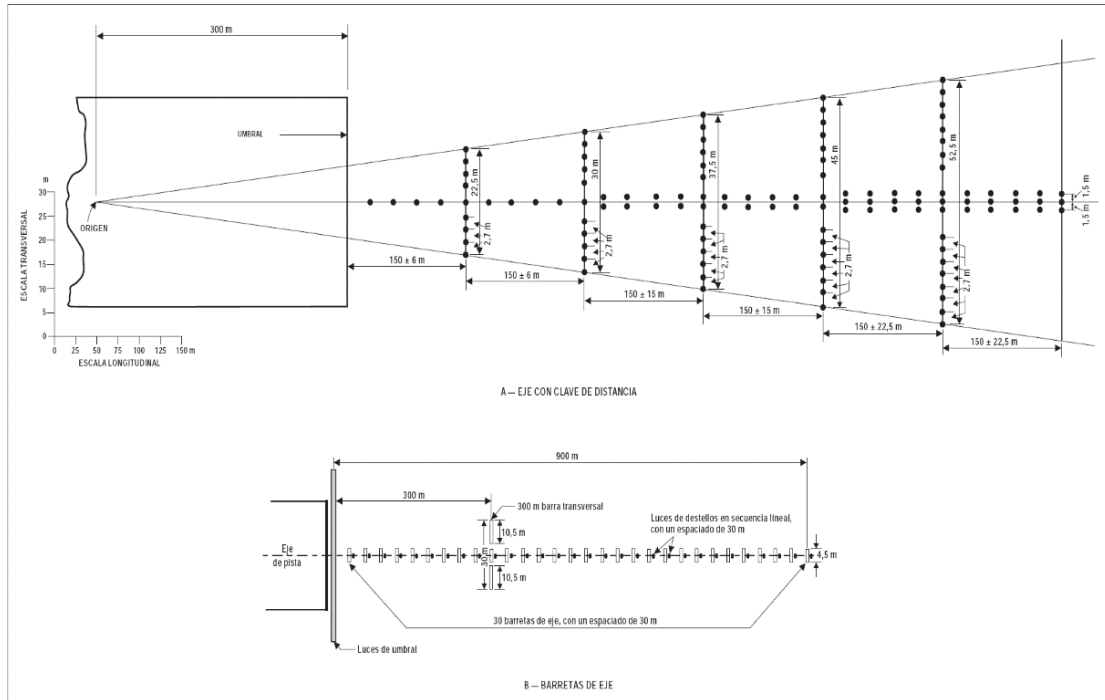 300 m
UMBRAL
ORIGEN
22,5 m
30 m
37,5 m
45 m
52,5 m
1,5 m
1,5 m
2,7 m
2,7 m
2,7 m
2,7 m
2,7 m
150 ± 6 m
150 ± 6 m
150 ± 15 m
150 ± 15 m
150 ± 22,5 m
150 ± 22,5 m
ESCALA TRANSVERSAL
m
30
25
20
15
10
5
0
0 25 50 75 100 150 m
ESCALA LONGITUDINAL
A — EJE CON CLAVE DE DISTANCIA
900 m
300 m
300 m barra transversal
10,5 m
30 m
10,5 m
Luces de destellos en secuencia líneal,
con un espaciado de 30 m
4,5 m
Eje
de pista
30 barretas de eje, con un espaciado de 30 m
Luces de umbral
B — BARRETAS DE EJE